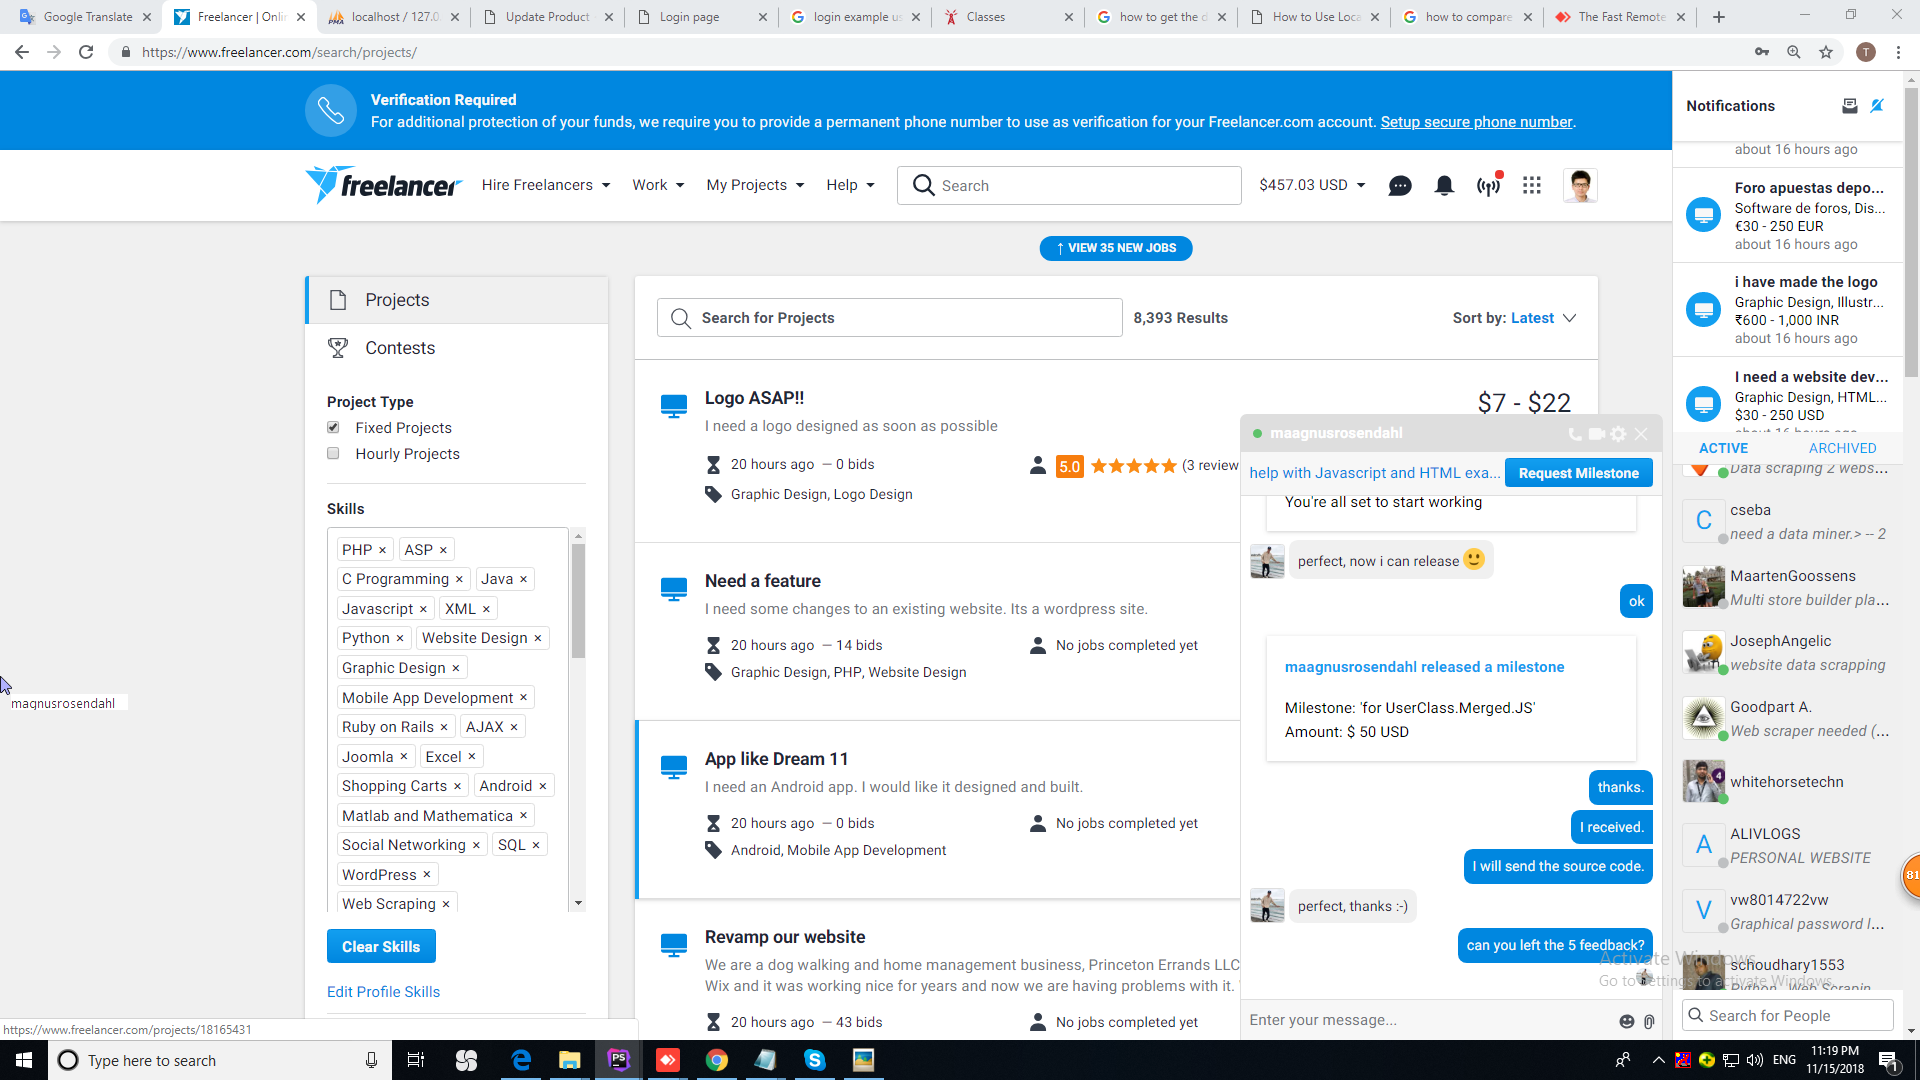 Google Translate
Freelancer | Onli
localhost / 127.0.
Update Product
Login page
login example u
Classes
how to get the d
How to Use Loca
how to compare
The Fast Remote
https://www.freelancer.com/search/projects/
T
Verification Required
For additional protection of your funds, we require you to provide a permanent phone number to use as verification for your Freelancer.com account. Setup secure phone number.
freelancer
Hire Freelancers
Work
My Projects
Help
Search
$457.03 USD
↑ VIEW 35 NEW JOBS
Projects
Contests
Project Type
Fixed Projects
Hourly Projects
Skills
PHP ×
ASP ×
C Programming ×
Java ×
Javascript ×
XML ×
Python ×
Website Design ×
Graphic Design ×
Mobile App Development ×
Ruby on Rails ×
AJAX ×
Joomla ×
Excel ×
Shopping Carts ×
Android ×
Matlab and Mathematica ×
Social Networking ×
SQL ×
WordPress ×
Web Scraping ×
Clear Skills
Edit Profile Skills
magnusrosendahl
https://www.freelancer.com/projects/18165431
Search for Projects
8,393 Results
Sort by: Latest
Logo ASAP!!
$7 - $22
I need a logo designed as soon as possible
20 hours ago — 0 bids
5.0
(3 review
Graphic Design, Logo Design
Need a feature
I need some changes to an existing website. Its a wordpress site.
20 hours ago — 14 bids
No jobs completed yet
Graphic Design, PHP, Website Design
App like Dream 11
I need an Android app. I would like it designed and built.
20 hours ago — 0 bids
No jobs completed yet
Android, Mobile App Development
Revamp our website
We are a dog walking and home management business, Princeton Errands LLC
Wix and it was working nice for years and now we are having problems with it.
20 hours ago — 43 bids
No jobs completed yet
maagnusrosendahl
help with Javascript and HTML exa...
Request Milestone
You're all set to start working
perfect, now i can release
ok
maagnusrosendahl released a milestone
Milestone: 'for UserClass.Merged.JS'
Amount: $ 50 USD
thanks.
I received.
I will send the source code.
perfect, thanks :-)
can you left the 5 feedback?
Enter your message...
Activate Windows
Go to Settings to activate Windows.
Notifications
about 16 hours ago
Foro apuestas depo...
Software de foros, Dis...
€30 - 250 EUR
about 16 hours ago
i have made the logo
Graphic Design, Illustr...
₹600 - 1,000 INR
about 16 hours ago
I need a website dev...
Graphic Design, HTML...
$30 - 250 USD
about 16 hours ago
ACTIVE
ARCHIVED
Data scraping 2 webs...
C
cseba
need a data miner.> -- 2
MaartenGoossens
Multi store builder pla...
JosephAngelic
website data scrapping
Goodpart A.
Web scraper needed (...
4
whitehorsetechn
A
ALIVLOGS
PERSONAL WEBSITE
81
V
vw8014722vw
Graphical password l...
schoudhary1553
Python, Web Scrapin
Search for People
Type here to search
PS
ENG
11:19 PM
11/15/2018
1